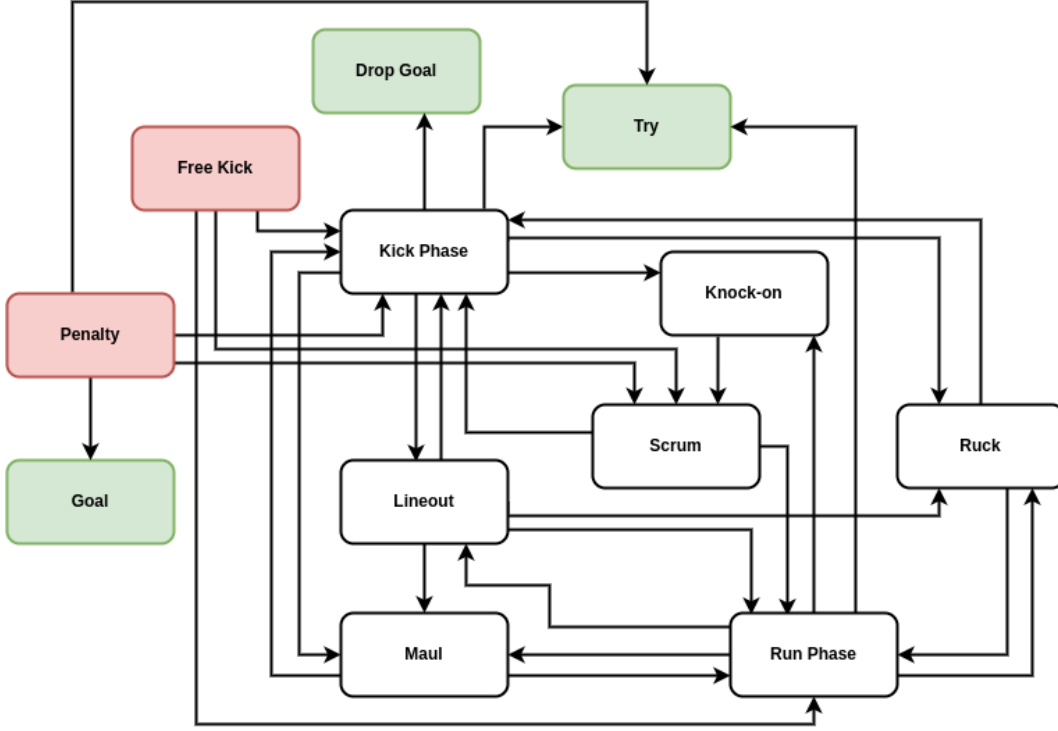 Drop Goal
Try
Free Kick
Kick Phase
Knock-on
Penalty
Scrum
Ruck
Goal
Lineout
Maul
Run Phase